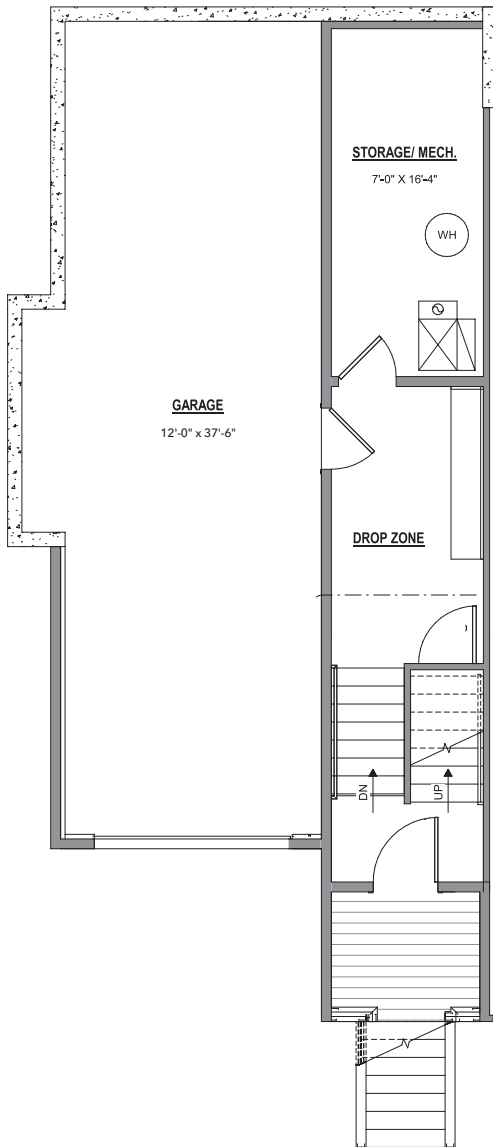 STORAGE/ MECH.
7'-0" X 16'-4"
WH
GARAGE
12'-0" x 37'-6"
DROP ZONE
DN
UP